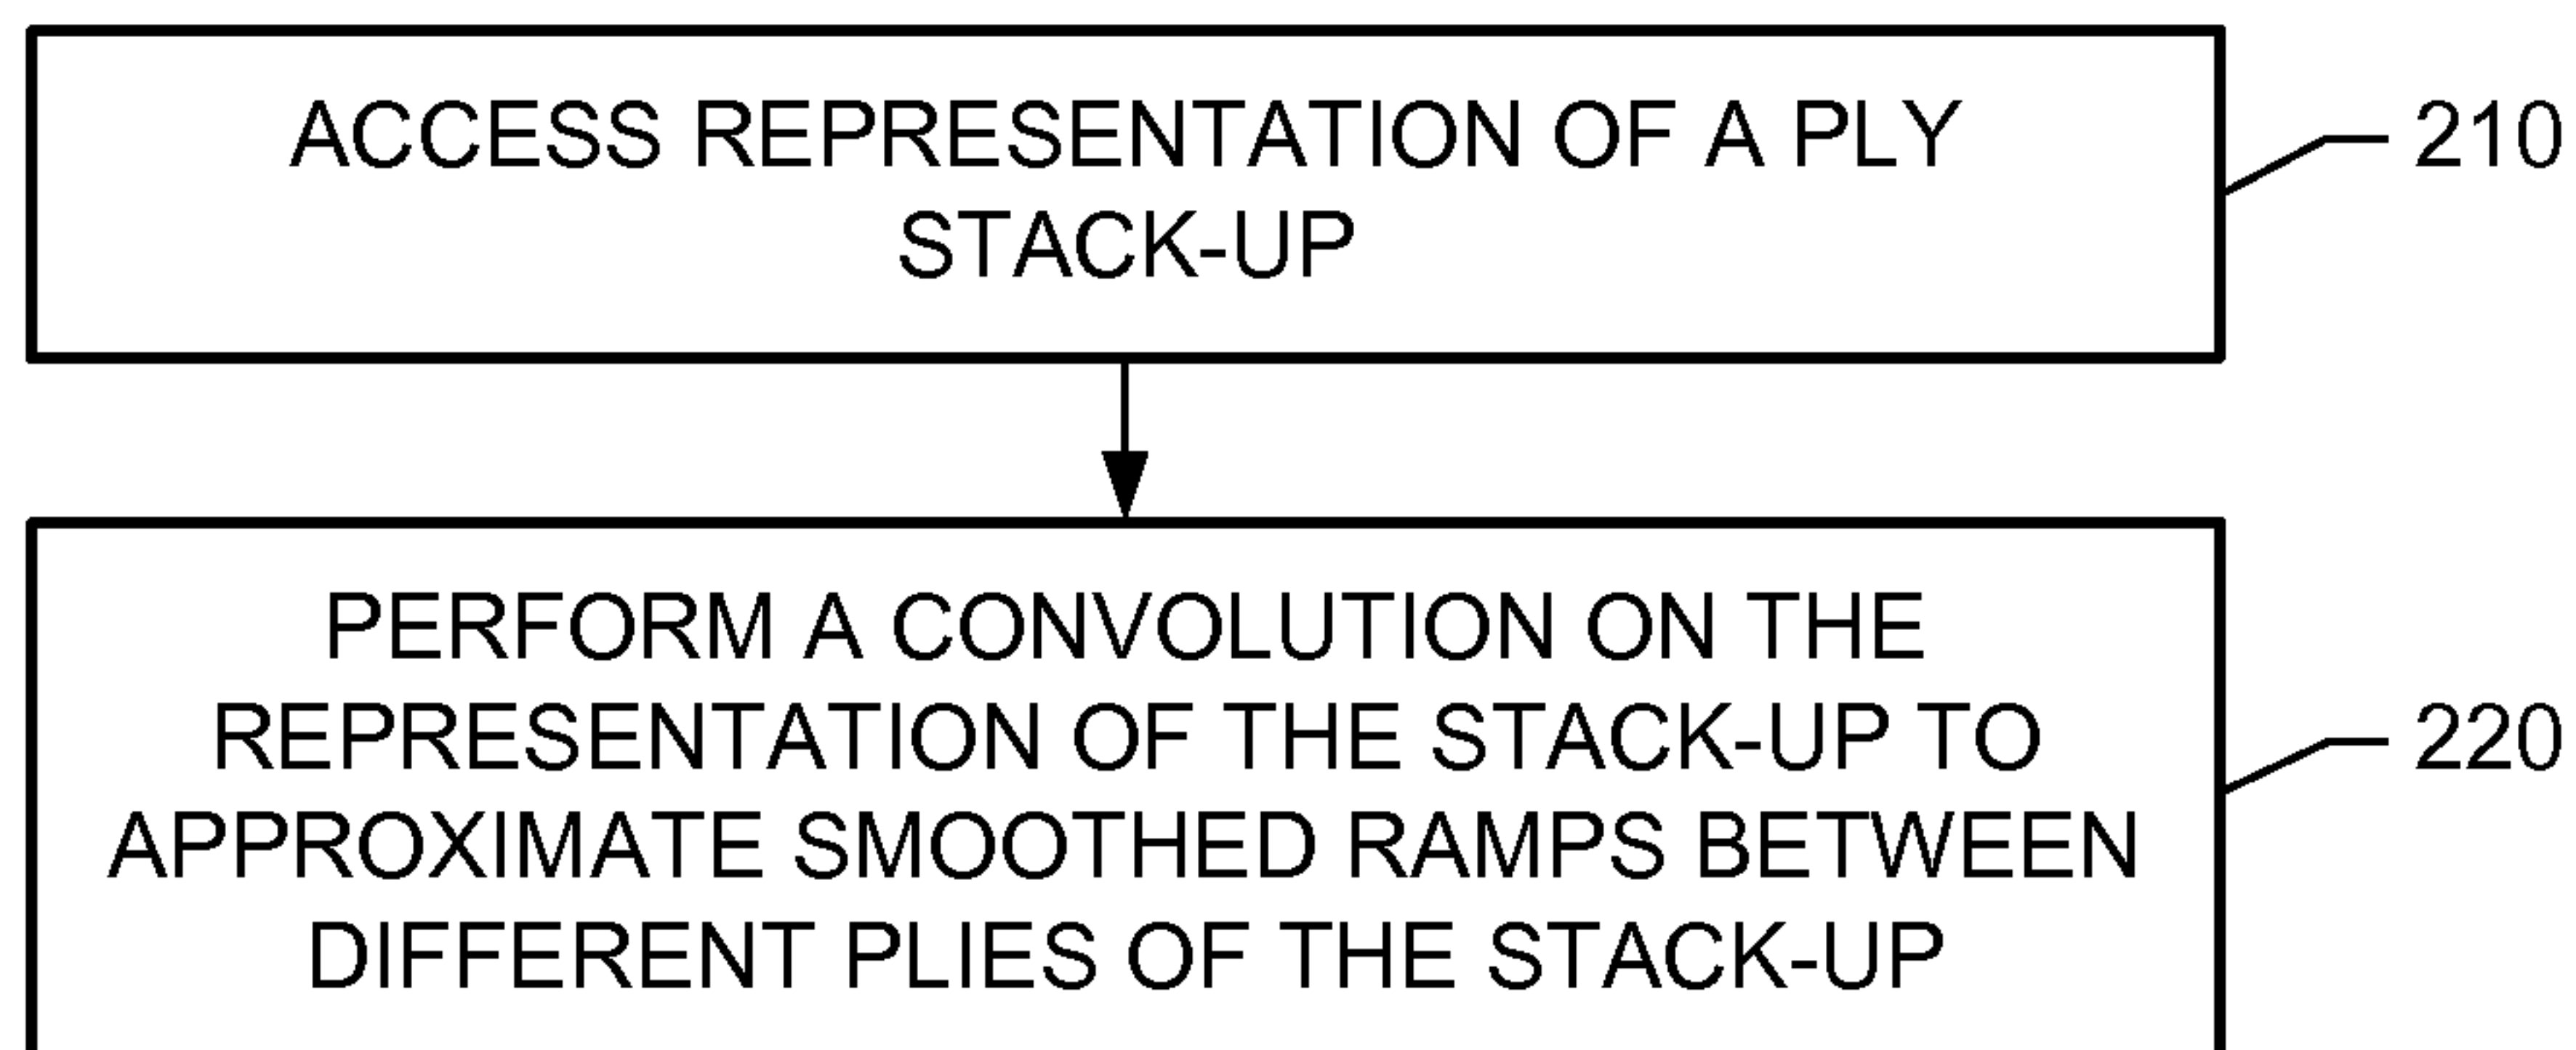 ACCESS REPRESENTATION OF A PLY
STACK-UP
210
PERFORM A CONVOLUTION ON THE
REPRESENTATION OF THE STACK-UP TO
APPROXIMATE SMOOTHED RAMPS BETWEEN
DIFFERENT PLIES OF THE STACK-UP
220